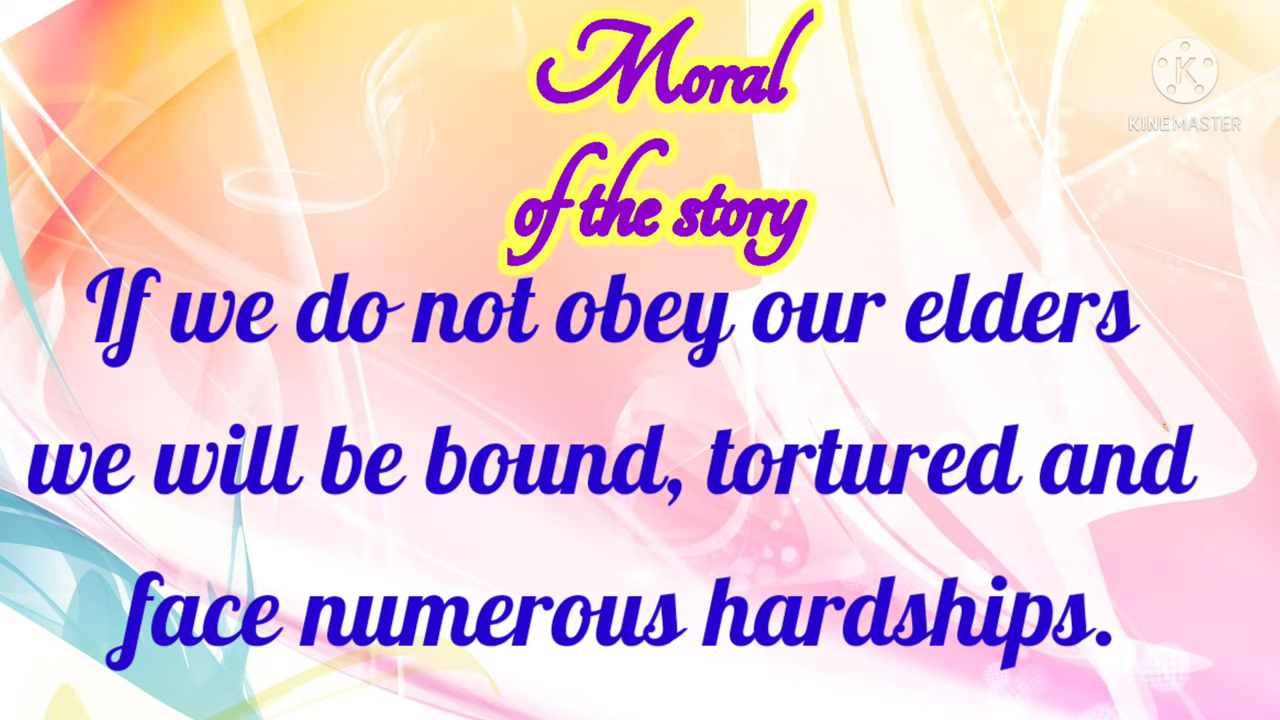 Moral
K
KINEMASTER
of the story
If we do not obey our elders
we will be bound, tortured and
face numerous hardships.